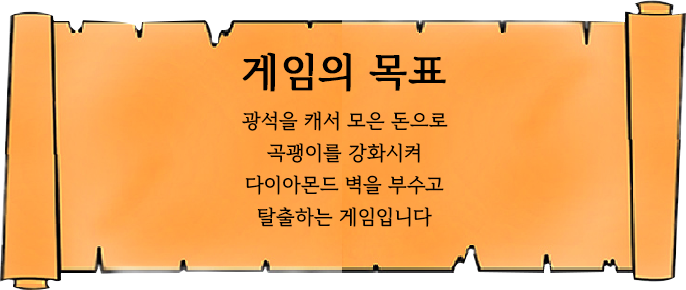 게임의 목표
광석을 캐서 모은 돈으로
곡괭이를 강화시켜
다이아몬드 벽을 부수고
탈출하는 게임입니다